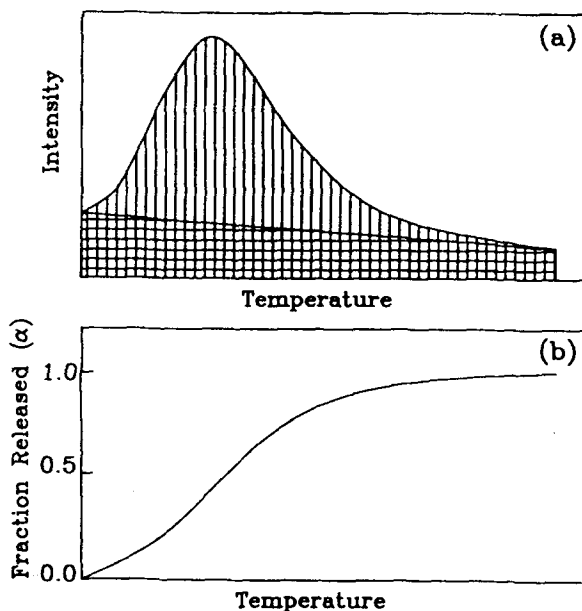 (a)
Intensity
Temperature
(b)
Fraction Released (α)
1.0
0.5
0.0
Temperature